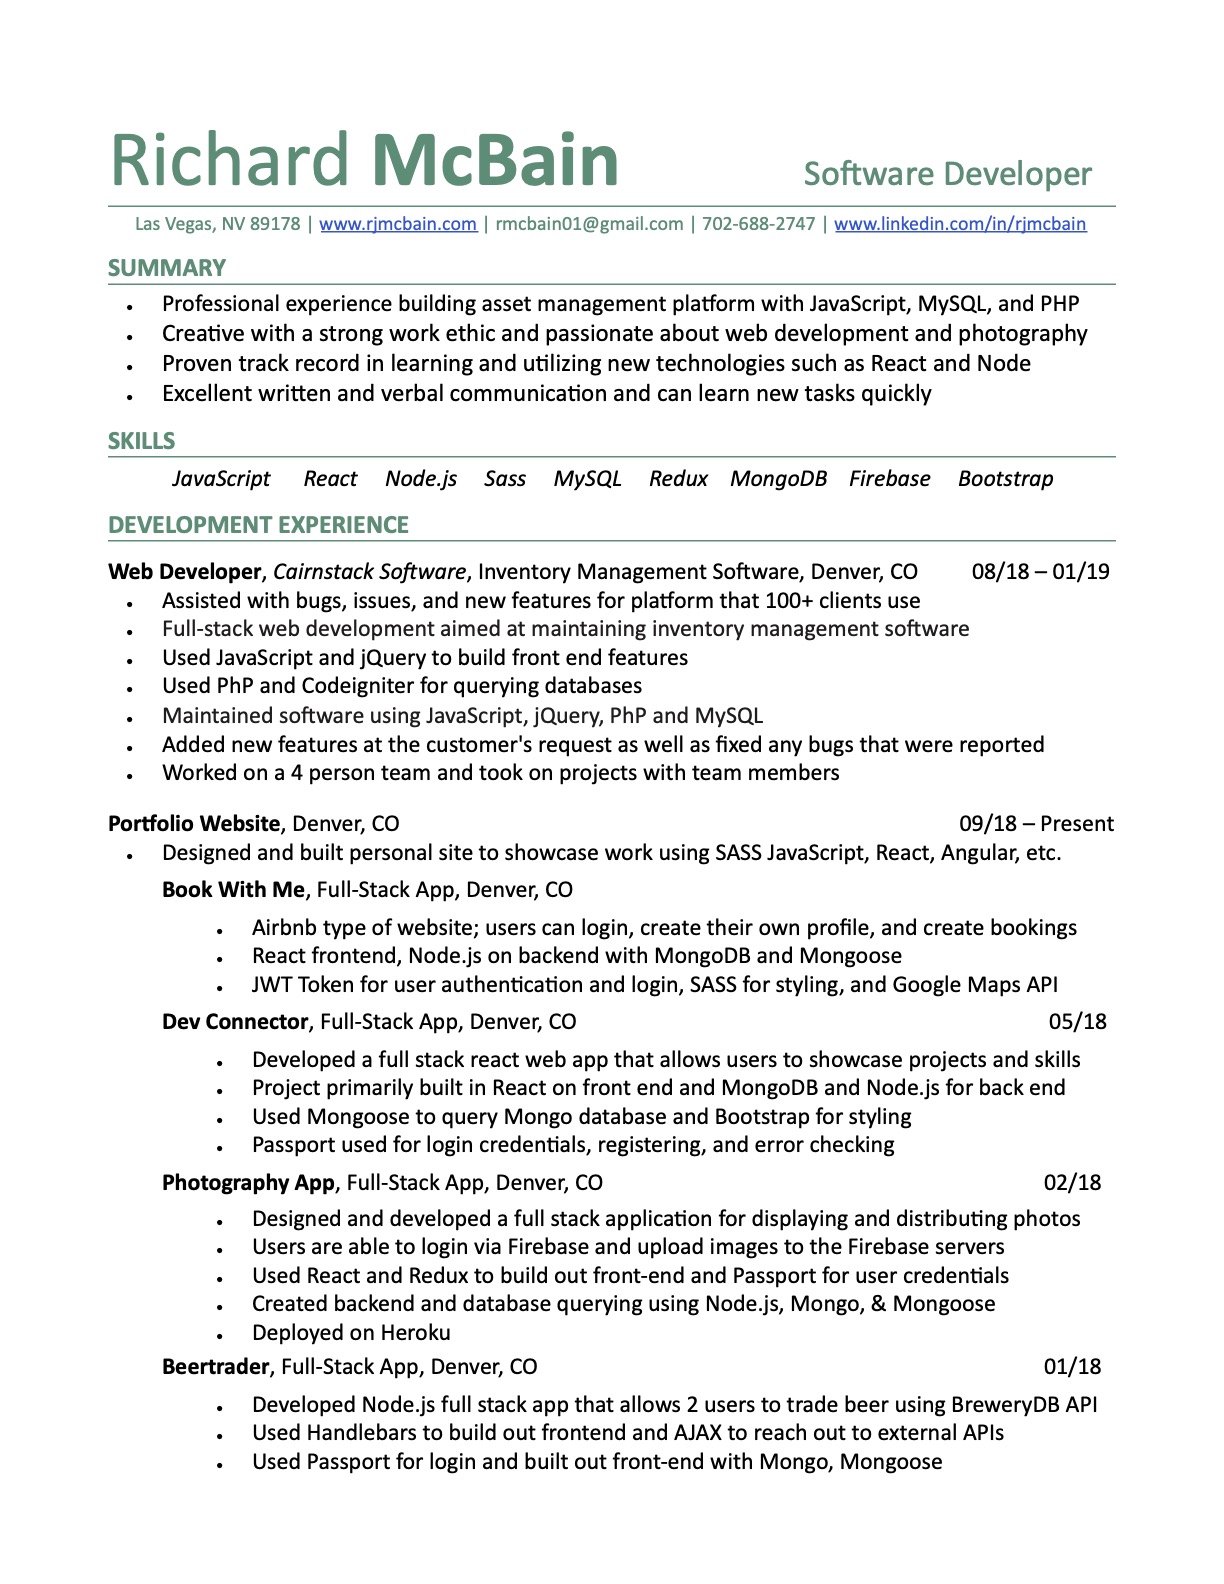 Richard McBain Software Developer
Las Vegas, NV 89178 | www.rjmcbain.com | rmcbain01@gmail.com | 702-688-2747 | www.linkedin.com/in/rjmcbain
SUMMARY
• Professional experience building asset management platform with JavaScript, MySQL, and PHP
• Creative with a strong work ethic and passionate about web development and photography
• Proven track record in learning and utilizing new technologies such as React and Node
• Excellent written and verbal communication and can learn new tasks quickly
SKILLS
JavaScript React Node.js Sass MySQL Redux MongoDB Firebase Bootstrap
DEVELOPMENT EXPERIENCE
Web Developer, Cairnstack Software, Inventory Management Software, Denver, CO 08/18 – 01/19
• Assisted with bugs, issues, and new features for platform that 100+ clients use
• Full-stack web development aimed at maintaining inventory management software
• Used JavaScript and jQuery to build front end features
• Used PhP and Codeigniter for querying databases
• Maintained software using JavaScript, jQuery, PhP and MySQL
• Added new features at the customer's request as well as fixed any bugs that were reported
• Worked on a 4 person team and took on projects with team members
Portfolio Website, Denver, CO 09/18 – Present
• Designed and built personal site to showcase work using SASS JavaScript, React, Angular, etc.
Book With Me, Full-Stack App, Denver, CO
• Airbnb type of website; users can login, create their own profile, and create bookings
• React frontend, Node.js on backend with MongoDB and Mongoose
• JWT Token for user authentication and login, SASS for styling, and Google Maps API
Dev Connector, Full-Stack App, Denver, CO 05/18
• Developed a full stack react web app that allows users to showcase projects and skills
• Project primarily built in React on front end and MongoDB and Node.js for back end
• Used Mongoose to query Mongo database and Bootstrap for styling
• Passport used for login credentials, registering, and error checking
Photography App, Full-Stack App, Denver, CO 02/18
• Designed and developed a full stack application for displaying and distributing photos
• Users are able to login via Firebase and upload images to the Firebase servers
• Used React and Redux to build out front-end and Passport for user credentials
• Created backend and database querying using Node.js, Mongo, & Mongoose
• Deployed on Heroku
Beertrader, Full-Stack App, Denver, CO 01/18
• Developed Node.js full stack app that allows 2 users to trade beer using BreweryDB API
• Used Handlebars to build out frontend and AJAX to reach out to external APIs
• Used Passport for login and built out front-end with Mongo, Mongoose